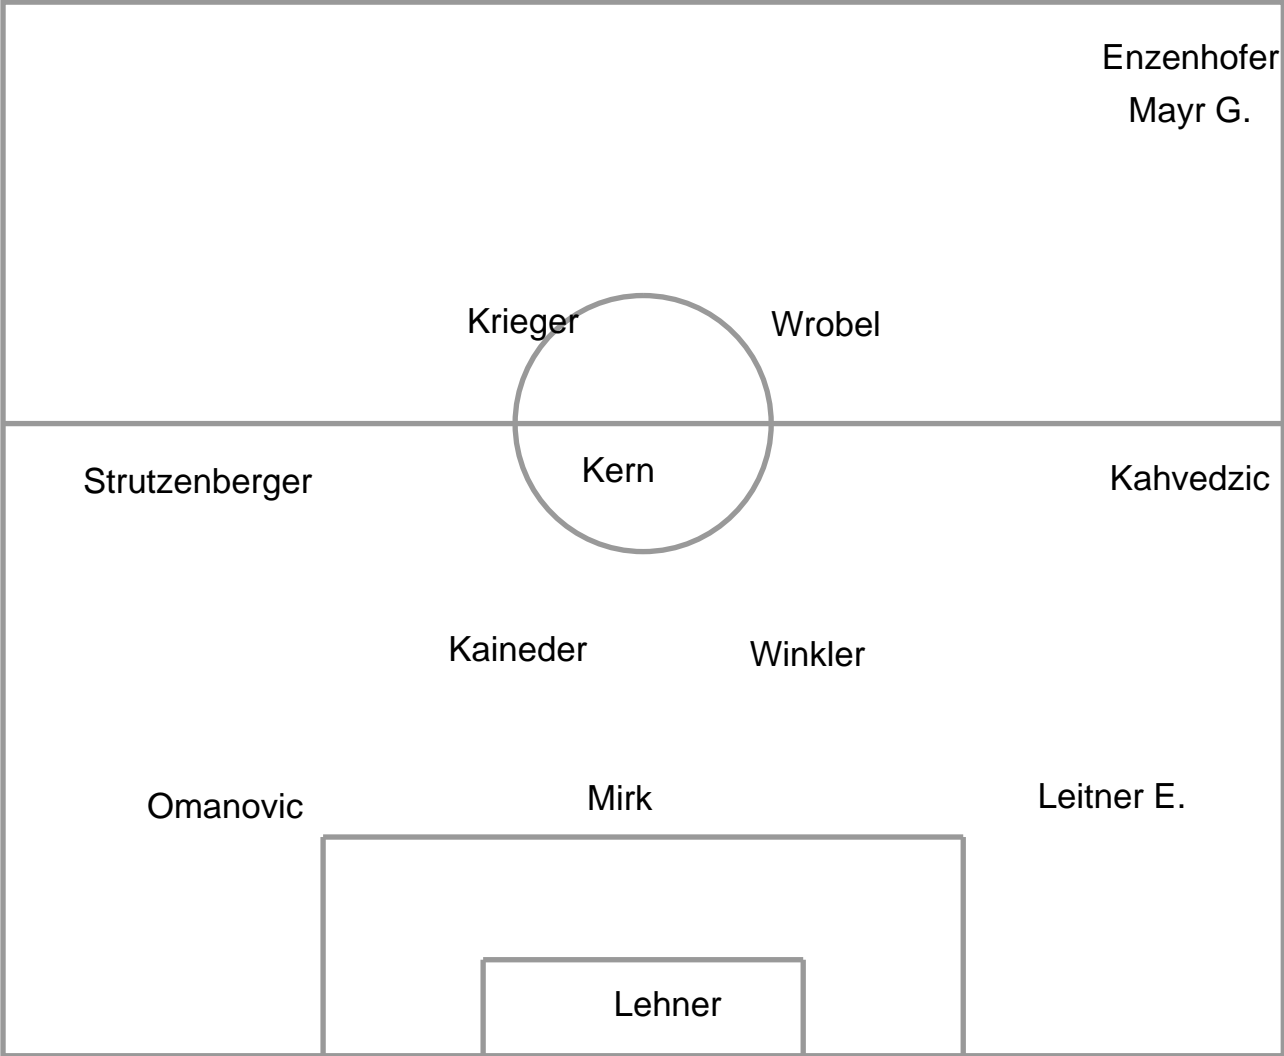 Enzenhofer
Mayr G.
Krieger
Wrobel
Strutzenberger
Kern
Kahvedzic
Kaineder
Winkler
Omanovic
Mirk
Leitner E.
Lehner